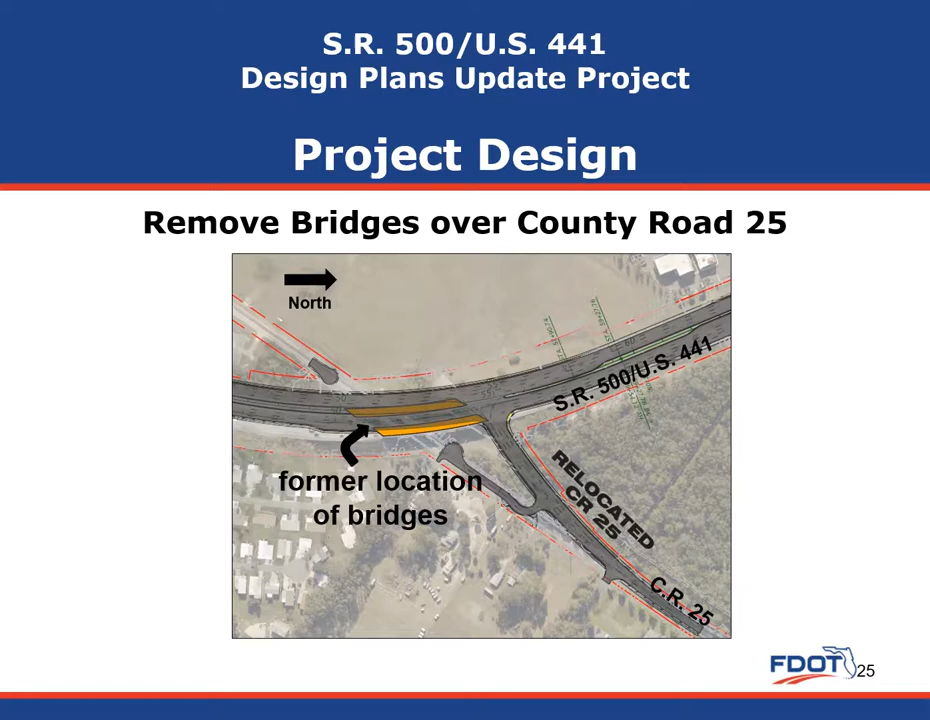 S.R. 500/U.S. 441
Design Plans Update Project
Project Design
Remove Bridges over County Road 25
North
S.R. 500/U.S. 441
former location
of bridges
RELOCATED
CR 25
C.R. 25
FDOT
25